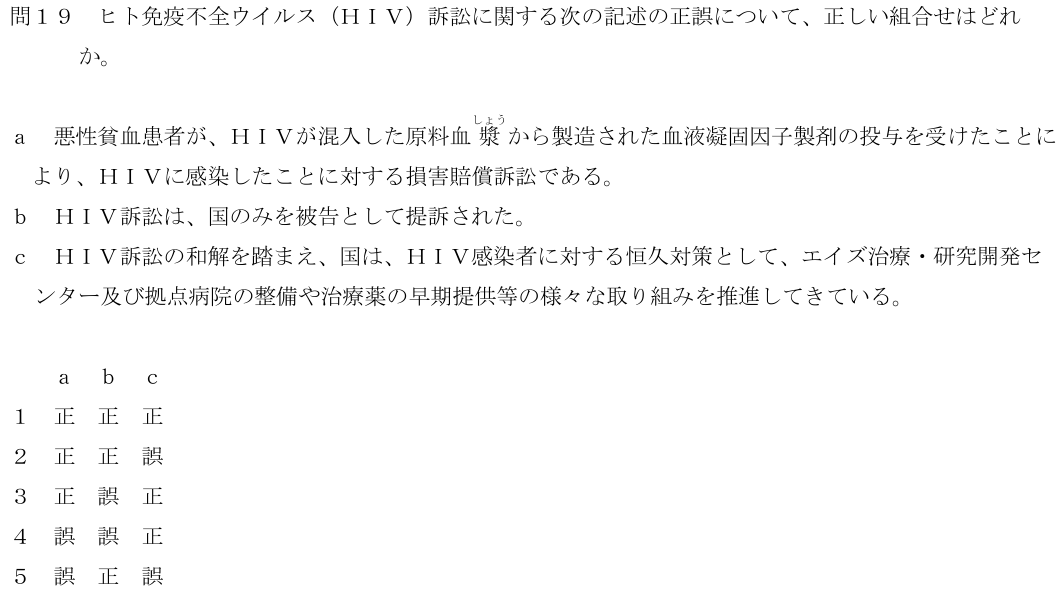 問１９　ヒト免疫不全ウイルス（ＨＩＶ）訴訟に関する次の記述の正誤について、正しい組合せはどれ
か。
ａ　悪性貧血患者が、ＨＩＶが混入した原料血漿しょうから製造された血液凝固因子製剤の投与を受けたことに
より、ＨＩＶに感染したことに対する損害賠償訴訟である。
ｂ　ＨＩＶ訴訟は、国のみを被告として提訴された。
ｃ　ＨＩＶ訴訟の和解を踏まえ、国は、ＨＩＶ感染者に対する恒久対策として、エイズ治療・研究開発セ
ンター及び拠点病院の整備や治療薬の早期提供等の様々な取り組みを推進してきている。
ａ　ｂ　ｃ
１　正　正　正
２　正　正　誤
３　正　誤　正
４　誤　誤　正
５　誤　正　誤